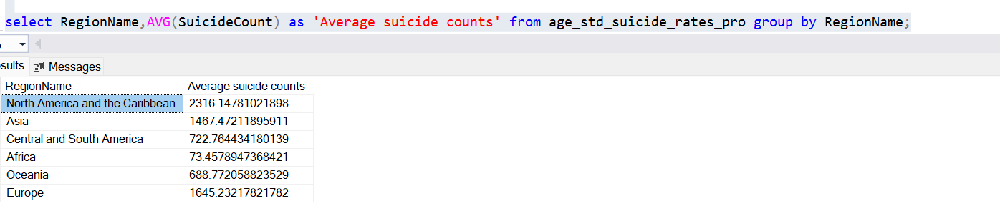 select RegionName,AVG(SuicideCount) as 'Average suicide counts' from age_std_suicide_rates_pro group by RegionName;
sults Messages
RegionName Average suicide counts
North America and the Caribbean 2316.14781021898
Asia 1467.47211895911
Central and South America 722.764434180139
Africa 73.4578947368421
Oceania 688.772058823529
Europe 1645.23217821782